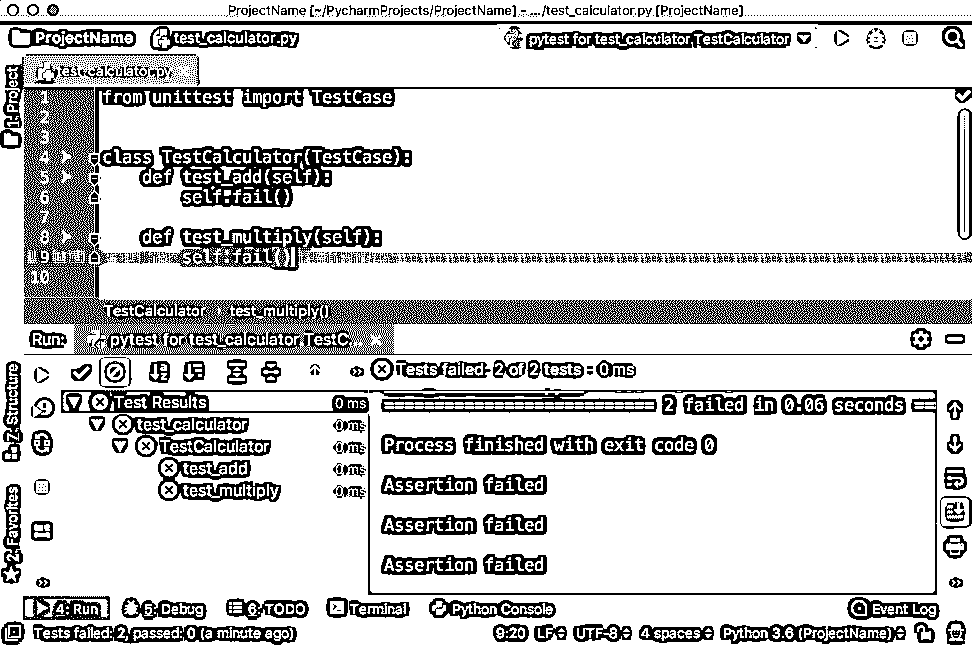 ProjectName [~/PycharmProjects/ProjectName] - .../test_calculator.py [ProjectName]
ProjectName test_calculator.py pytest for test_calculator.TestCalculator
test_calculator.py
1: Project
1 from unittest import TestCase
2
3
4 class TestCalculator(TestCase):
5 def test_add(self):
6 self.fail()
7
8 def test_multiply(self):
9 self.fail()
10
TestCalculator test_multiply()
Run: pytest for test_calculator.TestC...
Tests failed: 2 of 2 tests - 0 ms
Test Results 0 ms
test_calculator 0 ms
TestCalculator 0 ms
test_add 0 ms
test_multiply 0 ms
2 failed in 0.06 seconds
Process finished with exit code 0
Assertion failed
Assertion failed
Assertion failed
7: Structure
2: Favorites
4: Run 5: Debug 6: TODO Terminal Python Console Event Log
Tests failed: 2, passed: 0 (a minute ago) 9:20 LF UTF-8 4 spaces Python 3.6 (ProjectName)